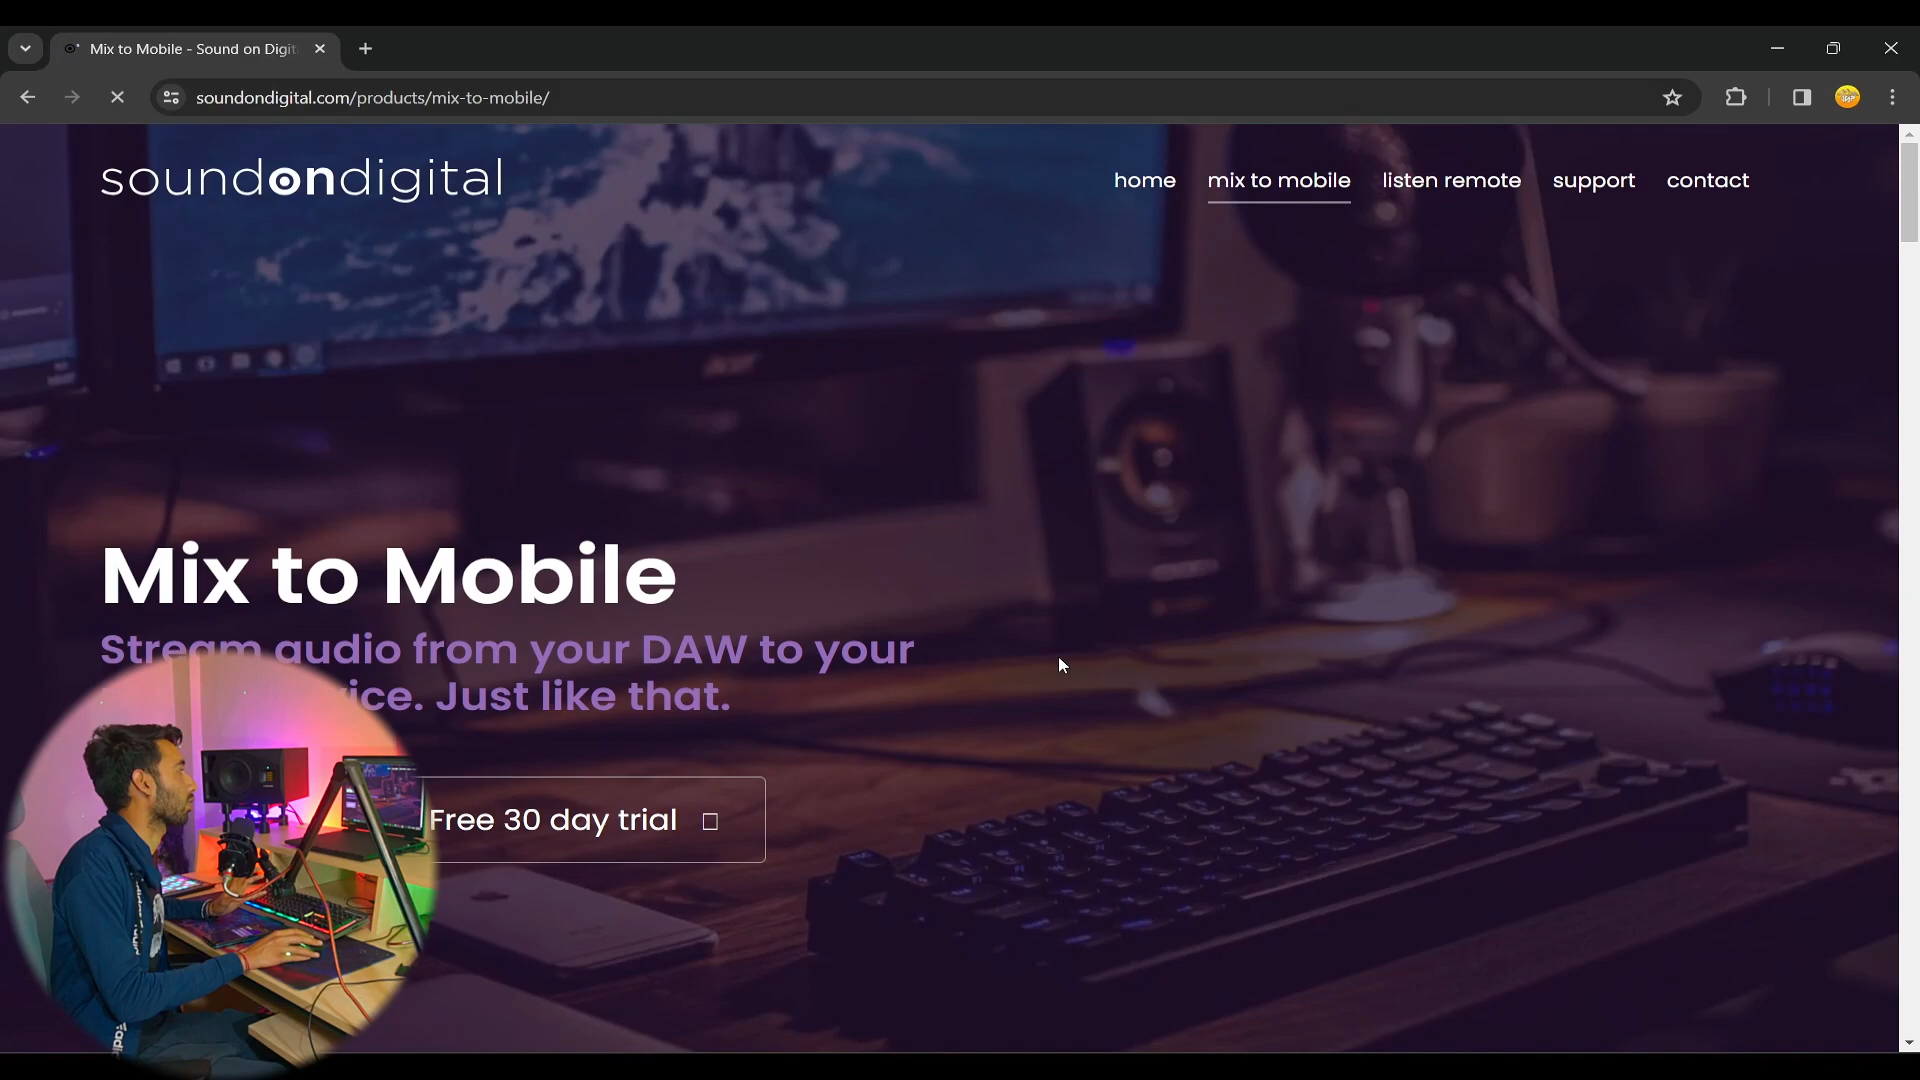 Mix to Mobile - Sound on Digit
soundondigital.com/products/mix-to-mobile/
soundondigital
home mix to mobile listen remote support contact
Mix to Mobile
Stream audio from your DAW to your
Just like that.
Free 30 day trial